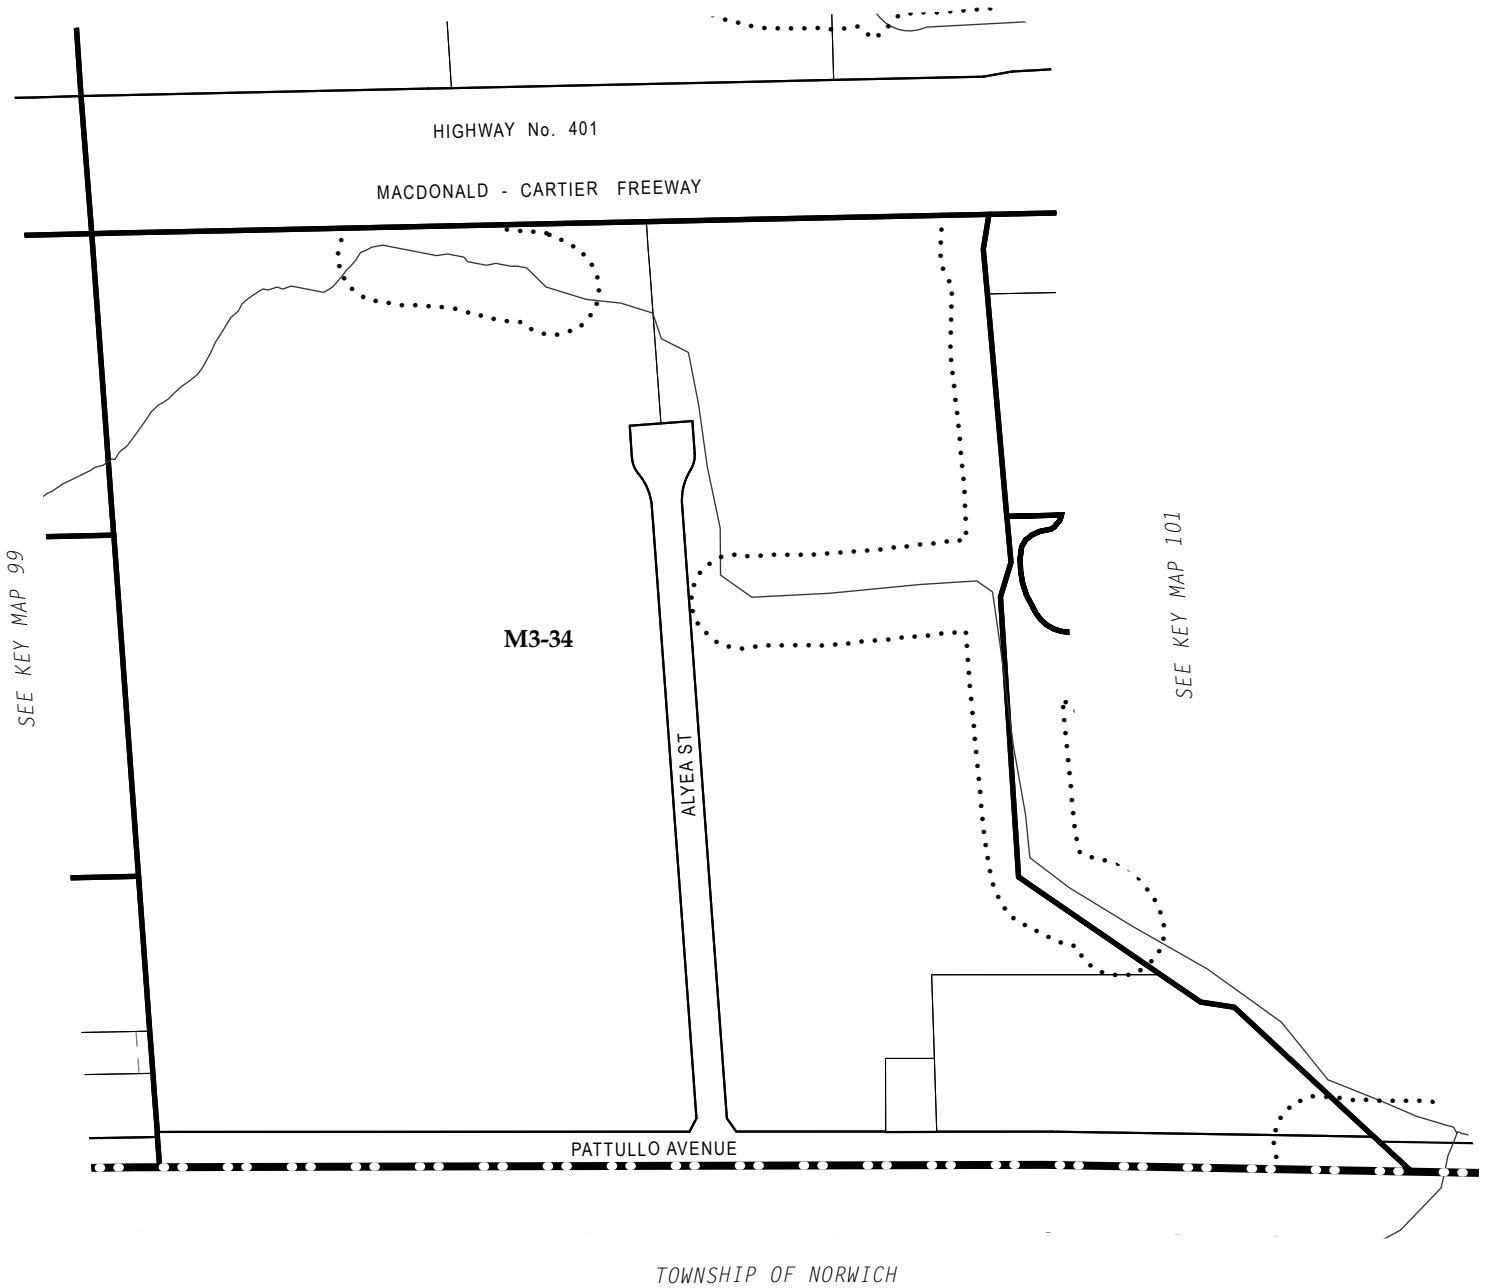 HIGHWAY No. 401
MACDONALD - CARTIER FREEWAY
SEE KEY MAP 99
SEE KEY MAP 101
M3-34
ALYEA ST
PATTULLO AVENUE
TOWNSHIP OF NORWICH